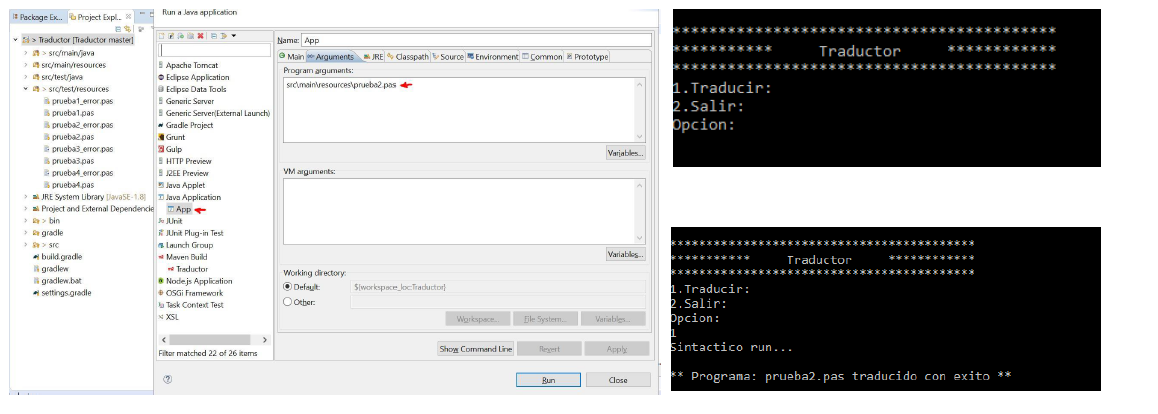 Package Ex...
Project Expl...
> Traductor [Traductor master]
> src/main/java
src/main/resources
src/test/java
> src/test/resources
prueba1_error.pas
prueba1.pas
prueba2_error.pas
prueba2.pas
prueba3_error.pas
prueba3.pas
prueba4_error.pas
prueba4.pas
JRE System Library [JavaSE-1.8]
Project and External Dependencie
> bin
gradle
> src
build.gradle
gradlew
gradlew.bat
settings.gradle
Run a Java application
Apache Tomcat
Eclipse Application
Eclipse Data Tools
Generic Server
Generic Server(External Launch)
Gradle Project
Grunt
Gulp
HTTP Preview
J2EE Preview
Java Applet
Java Application
App
JUnit
JUnit Plug-in Test
Launch Group
Maven Build
Traductor
Node.js Application
OSGi Framework
Task Context Test
XSL
Filter matched 22 of 26 items
Name: App
Main
Arguments
JRE
Classpath
Source
Environment
Common
Prototype
Program arguments:
src\main\resources\prueba2.pas
Variables...
VM arguments:
Variables...
Working directory:
Default: ${workspace_loc:Traductor}
Other:
Workspace... File System... Variables...
Show Command Line Revert Apply
Run Close
******************************************
*********** Traductor ************
******************************************
1.Traducir:
2.Salir:
Opcion:
******************************************
*********** Traductor ************
******************************************
1.Traducir:
2.Salir:
Opcion:
1
Sintactico run...
** Programa: prueba2.pas traducido con exito **